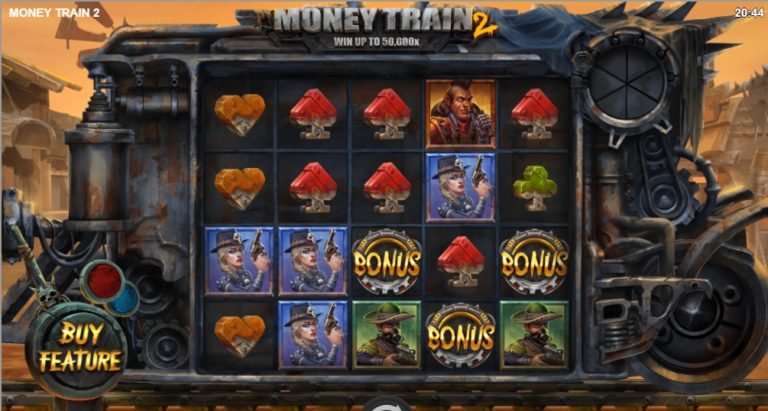 MONEY TRAIN 2
MONEY TRAIN 2
20:44
WIN UP TO 50,000x
BONUS
BONUS
BONUS
BUY
FEATURE